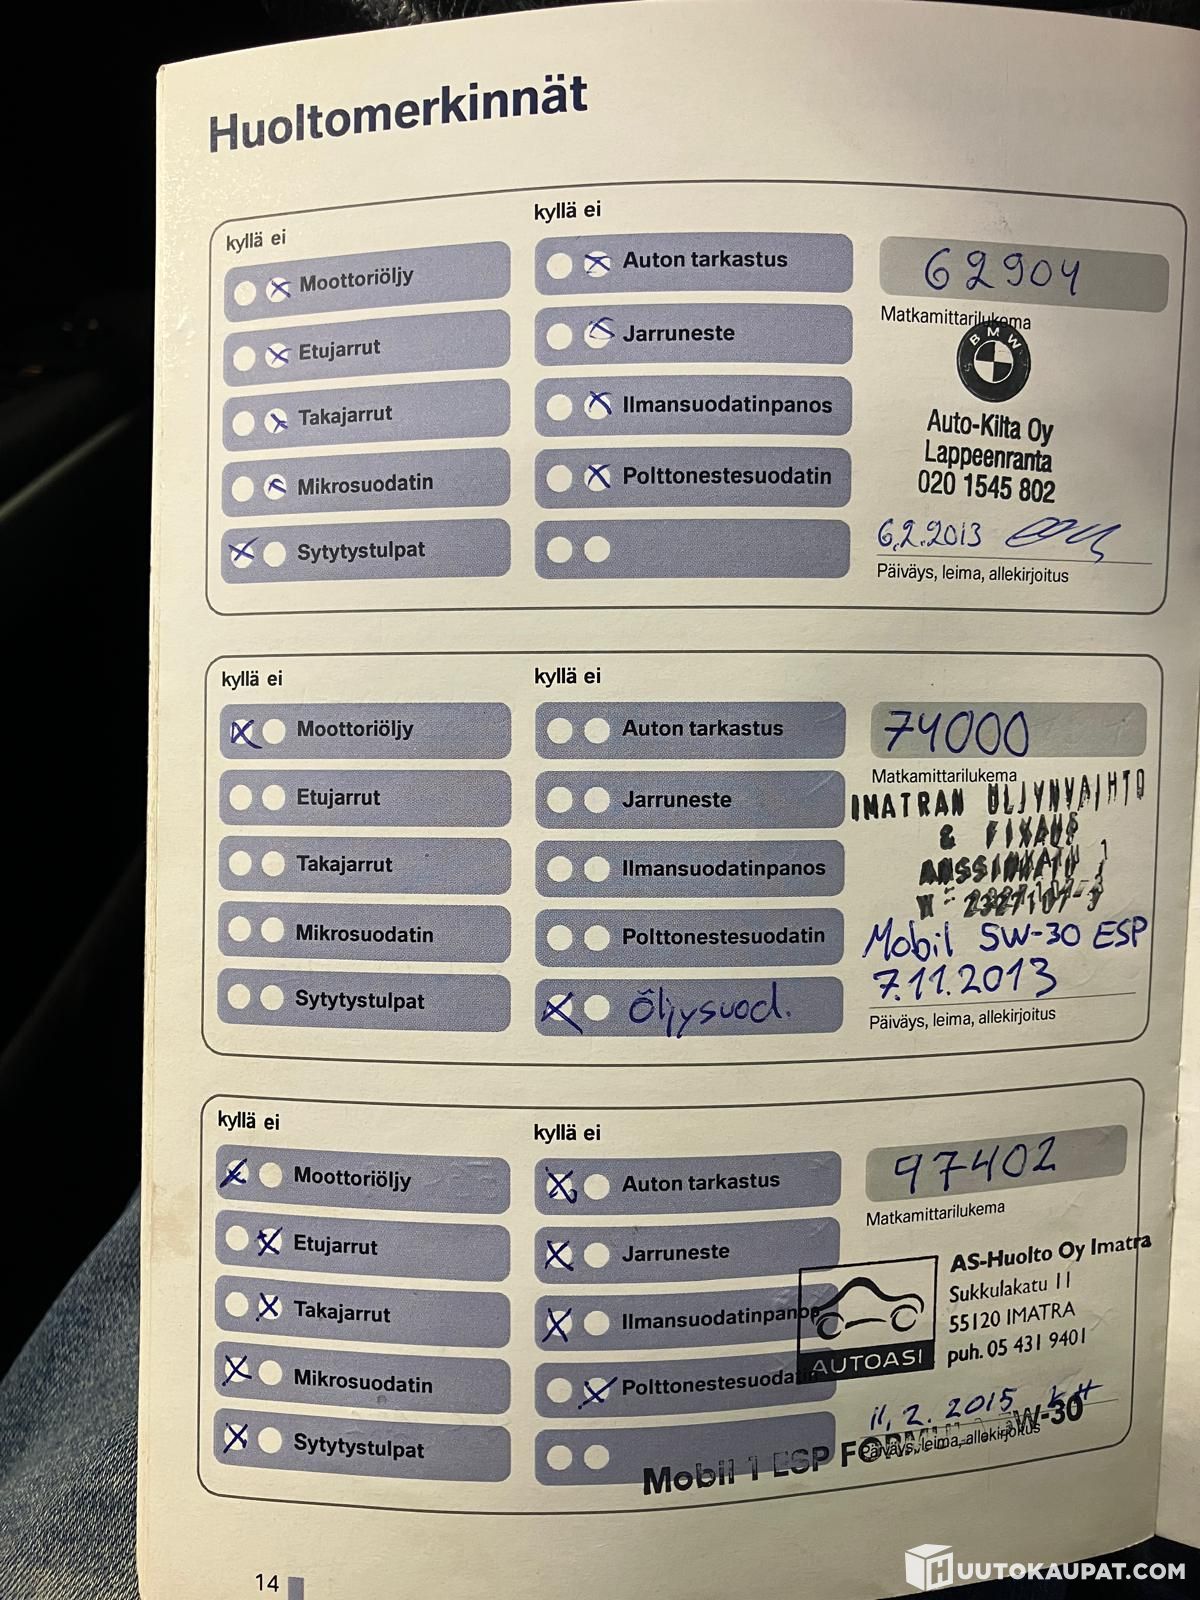 Huoltomerkinnät
kyllä ei
kyllä ei
Moottoriöljy
Auton tarkastus
62904
Etujarrut
Jarruneste
Matkamittarilukema
BMW
Takajarrut
Ilmansuodatinpanos
Auto-Kilta Oy
Lappeenranta
020 1545 802
Mikrosuodatin
Polttonestesuodatin
Sytytystulpat
6.2.2013
Päiväys, leima, allekirjoitus
kyllä ei
kyllä ei
Moottoriöljy
Auton tarkastus
74000
Matkamittarilukema
Etujarrut
Jarruneste
IMATRAN ÖLJYNVAIHTO
&
Takajarrut
Ilmansuodatinpanos
Mikrosuodatin
Polttonestesuodatin
Mobil 5W-30 ESP
Sytytystulpat
Öljysuod.
7.11.2013
Päiväys, leima, allekirjoitus
kyllä ei
kyllä ei
Moottoriöljy
Auton tarkastus
97402
Matkamittarilukema
Etujarrut
Jarruneste
AS-Huolto Oy Imatra
Sukkulakatu 11
55120 IMATRA
puh. 05 431 9401
AUTOASI
Takajarrut
Ilmansuodatinpanos
Mikrosuodatin
Polttonestesuodatin
11.2.2015
Sytytystulpat
Päiväys, leima, allekirjoitus
Mobil 1 ESP FORMULA 5W-30
14
HUUTOKAUPAT.COM